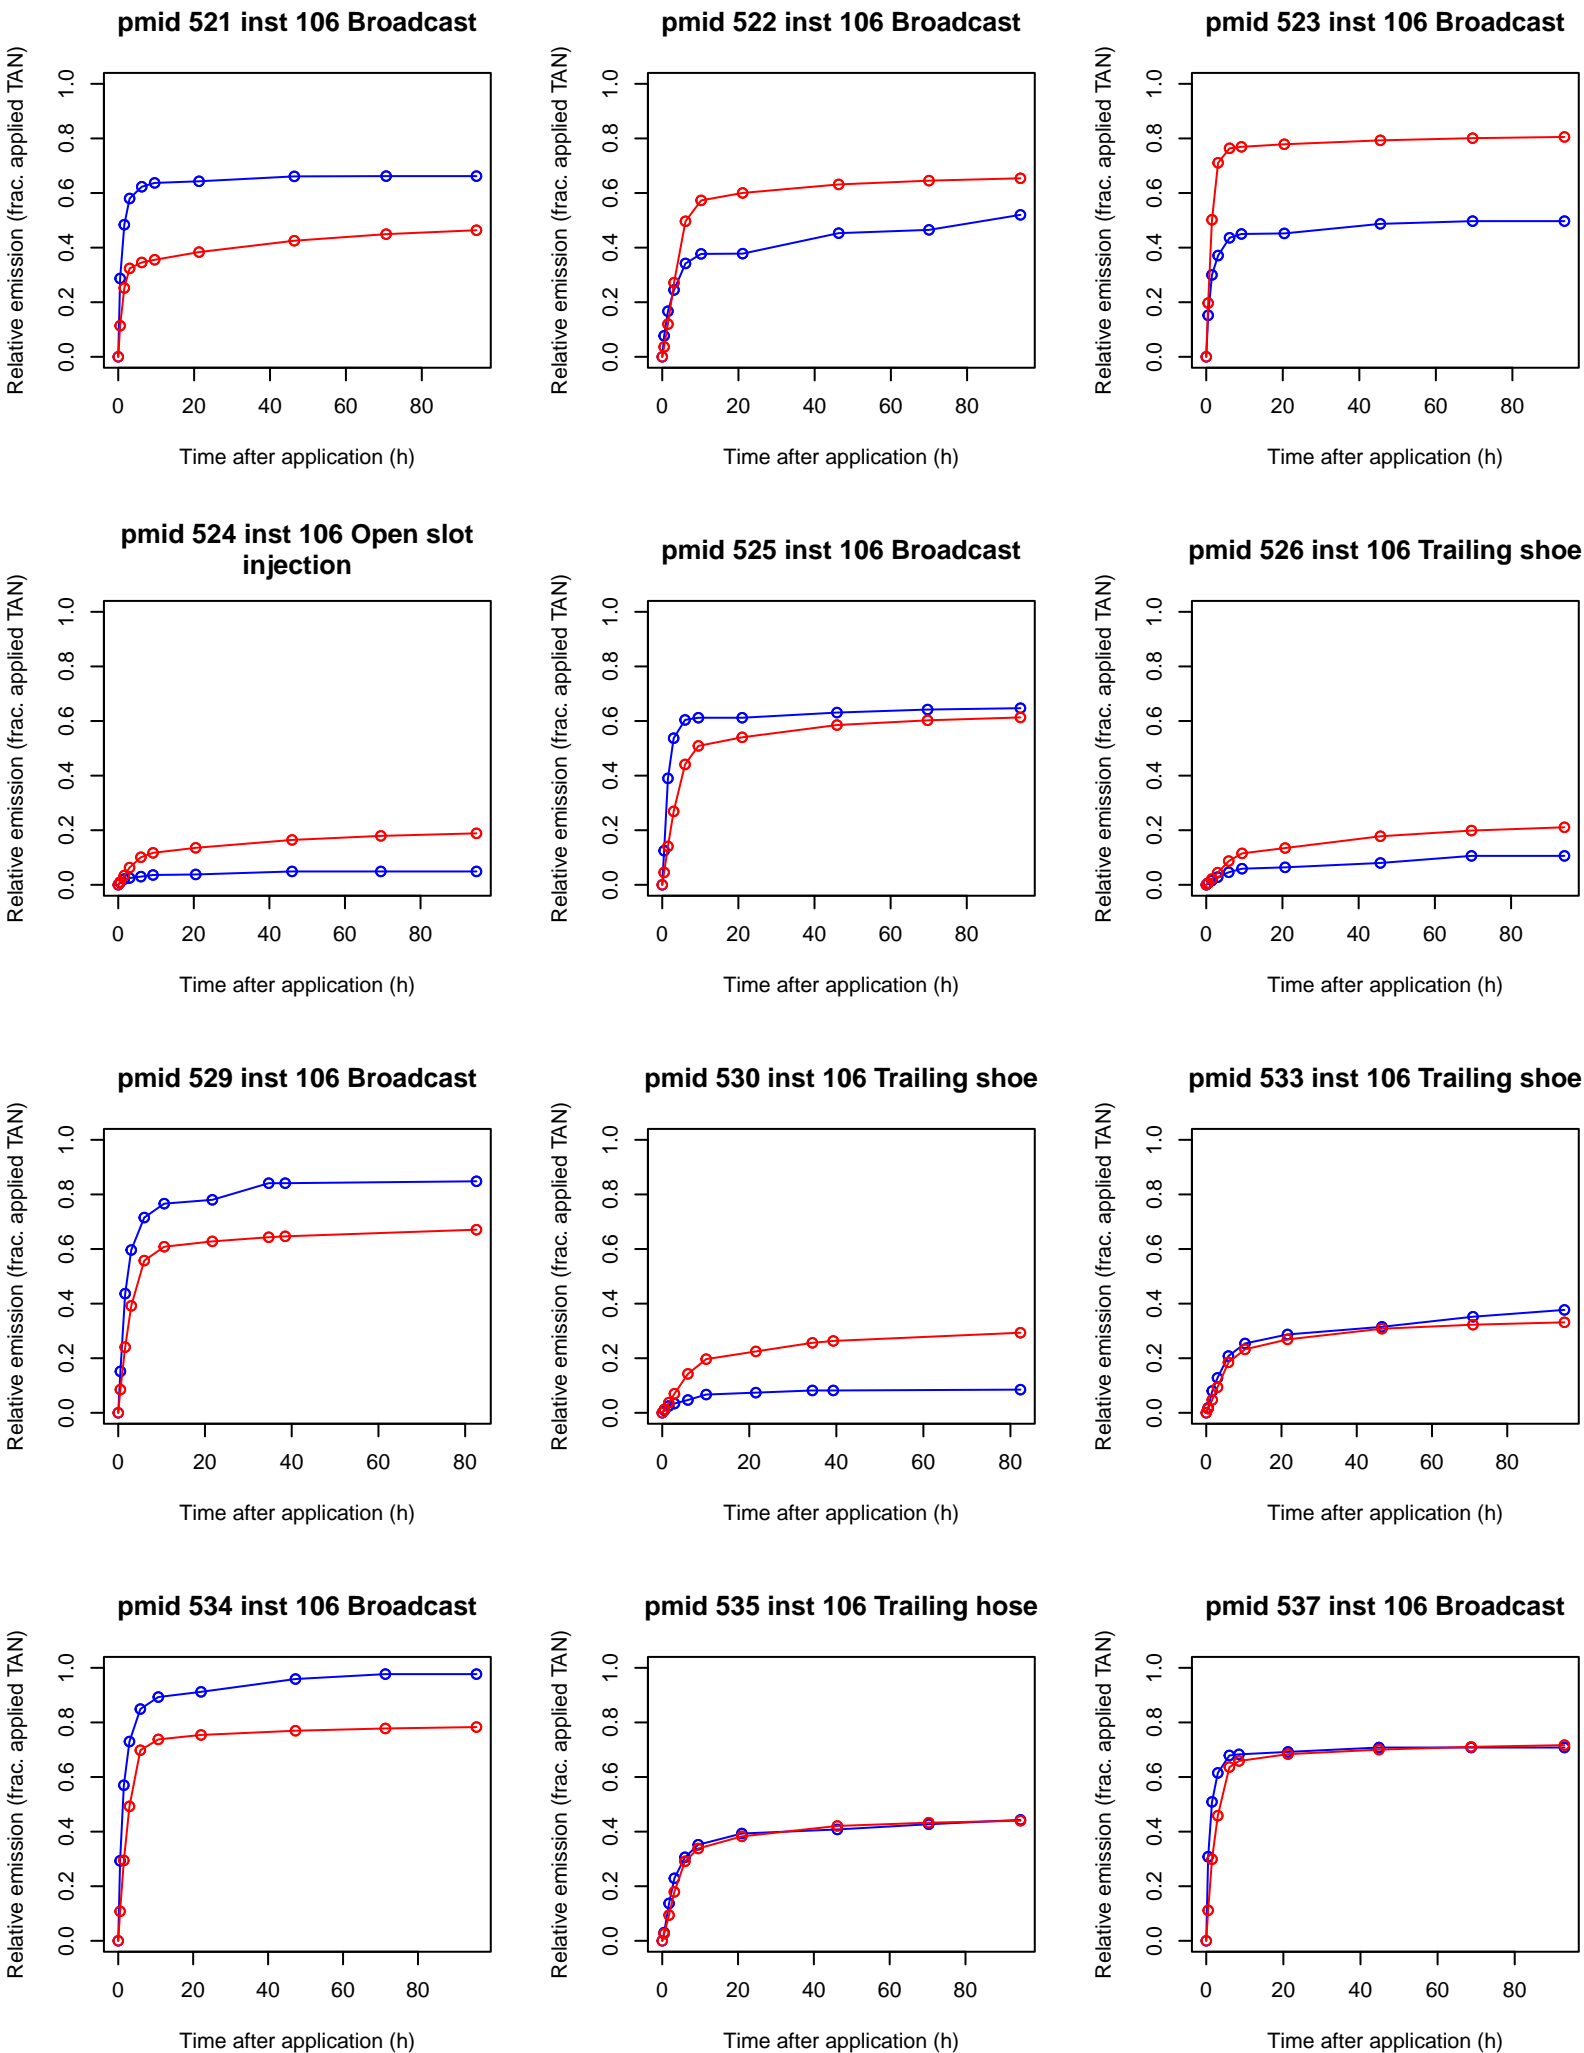 pmid 521 inst 106 Broadcast
Relative emission (frac. applied TAN)
0.0 0.2 0.4 0.6 0.8 1.0
0 20 40 60 80
Time after application (h)
pmid 522 inst 106 Broadcast
Relative emission (frac. applied TAN)
0.0 0.2 0.4 0.6 0.8 1.0
0 20 40 60 80
Time after application (h)
pmid 523 inst 106 Broadcast
Relative emission (frac. applied TAN)
0.0 0.2 0.4 0.6 0.8 1.0
0 20 40 60 80
Time after application (h)
pmid 524 inst 106 Open slot
injection
Relative emission (frac. applied TAN)
0.0 0.2 0.4 0.6 0.8 1.0
0 20 40 60 80
Time after application (h)
pmid 525 inst 106 Broadcast
Relative emission (frac. applied TAN)
0.0 0.2 0.4 0.6 0.8 1.0
0 20 40 60 80
Time after application (h)
pmid 526 inst 106 Trailing shoe
Relative emission (frac. applied TAN)
0.0 0.2 0.4 0.6 0.8 1.0
0 20 40 60 80
Time after application (h)
pmid 529 inst 106 Broadcast
Relative emission (frac. applied TAN)
0.0 0.2 0.4 0.6 0.8 1.0
0 20 40 60 80
Time after application (h)
pmid 530 inst 106 Trailing shoe
Relative emission (frac. applied TAN)
0.0 0.2 0.4 0.6 0.8 1.0
0 20 40 60 80
Time after application (h)
pmid 533 inst 106 Trailing shoe
Relative emission (frac. applied TAN)
0.0 0.2 0.4 0.6 0.8 1.0
0 20 40 60 80
Time after application (h)
pmid 534 inst 106 Broadcast
Relative emission (frac. applied TAN)
0.0 0.2 0.4 0.6 0.8 1.0
0 20 40 60 80
Time after application (h)
pmid 535 inst 106 Trailing hose
Relative emission (frac. applied TAN)
0.0 0.2 0.4 0.6 0.8 1.0
0 20 40 60 80
Time after application (h)
pmid 537 inst 106 Broadcast
Relative emission (frac. applied TAN)
0.0 0.2 0.4 0.6 0.8 1.0
0 20 40 60 80
Time after application (h)